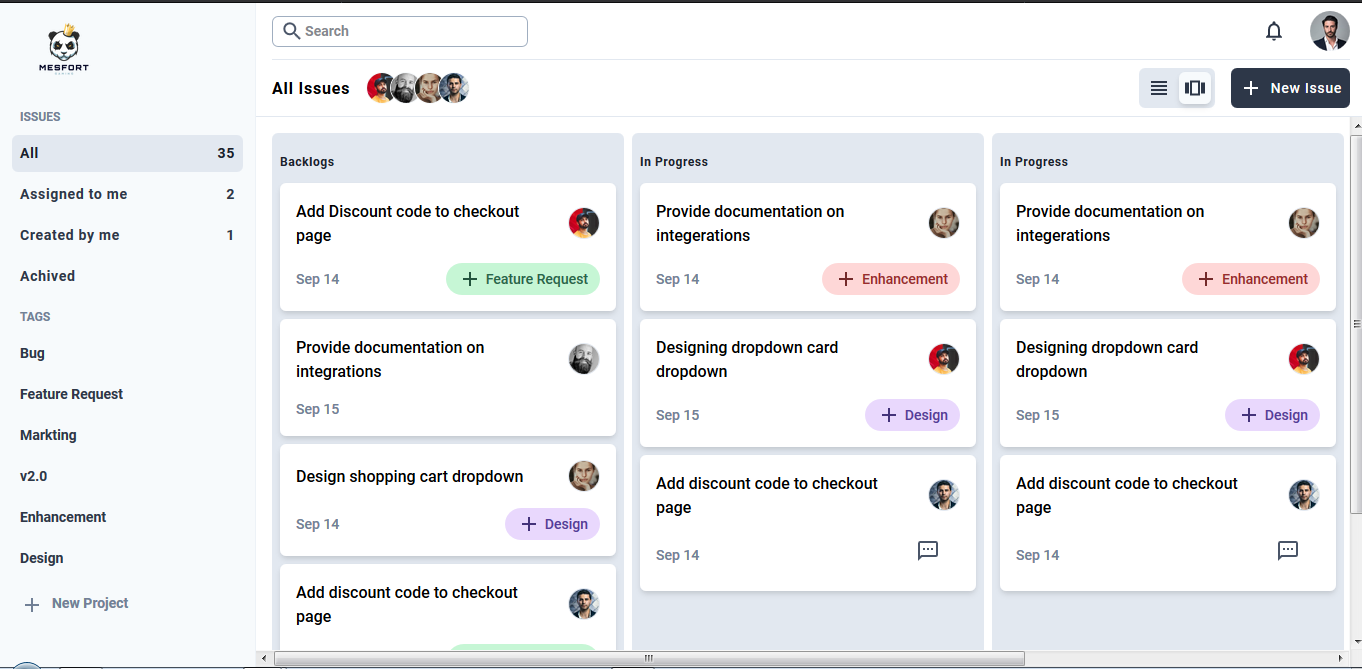 MESFORT
Search
ISSUES
All 35
Assigned to me 2
Created by me 1
Achived
TAGS
Bug
Feature Request
Markting
v2.0
Enhancement
Design
New Project
All Issues
New Issue
Backlogs
Add Discount code to checkout
page
Sep 14
Feature Request
Provide documentation on
integrations
Sep 15
Design shopping cart dropdown
Sep 14
Design
Add discount code to checkout
page
In Progress
Provide documentation on
integerations
Sep 14
Enhancement
Designing dropdown card
dropdown
Sep 15
Design
Add discount code to checkout
page
Sep 14
In Progress
Provide documentation on
integerations
Sep 14
Enhancement
Designing dropdown card
dropdown
Sep 15
Design
Add discount code to checkout
page
Sep 14